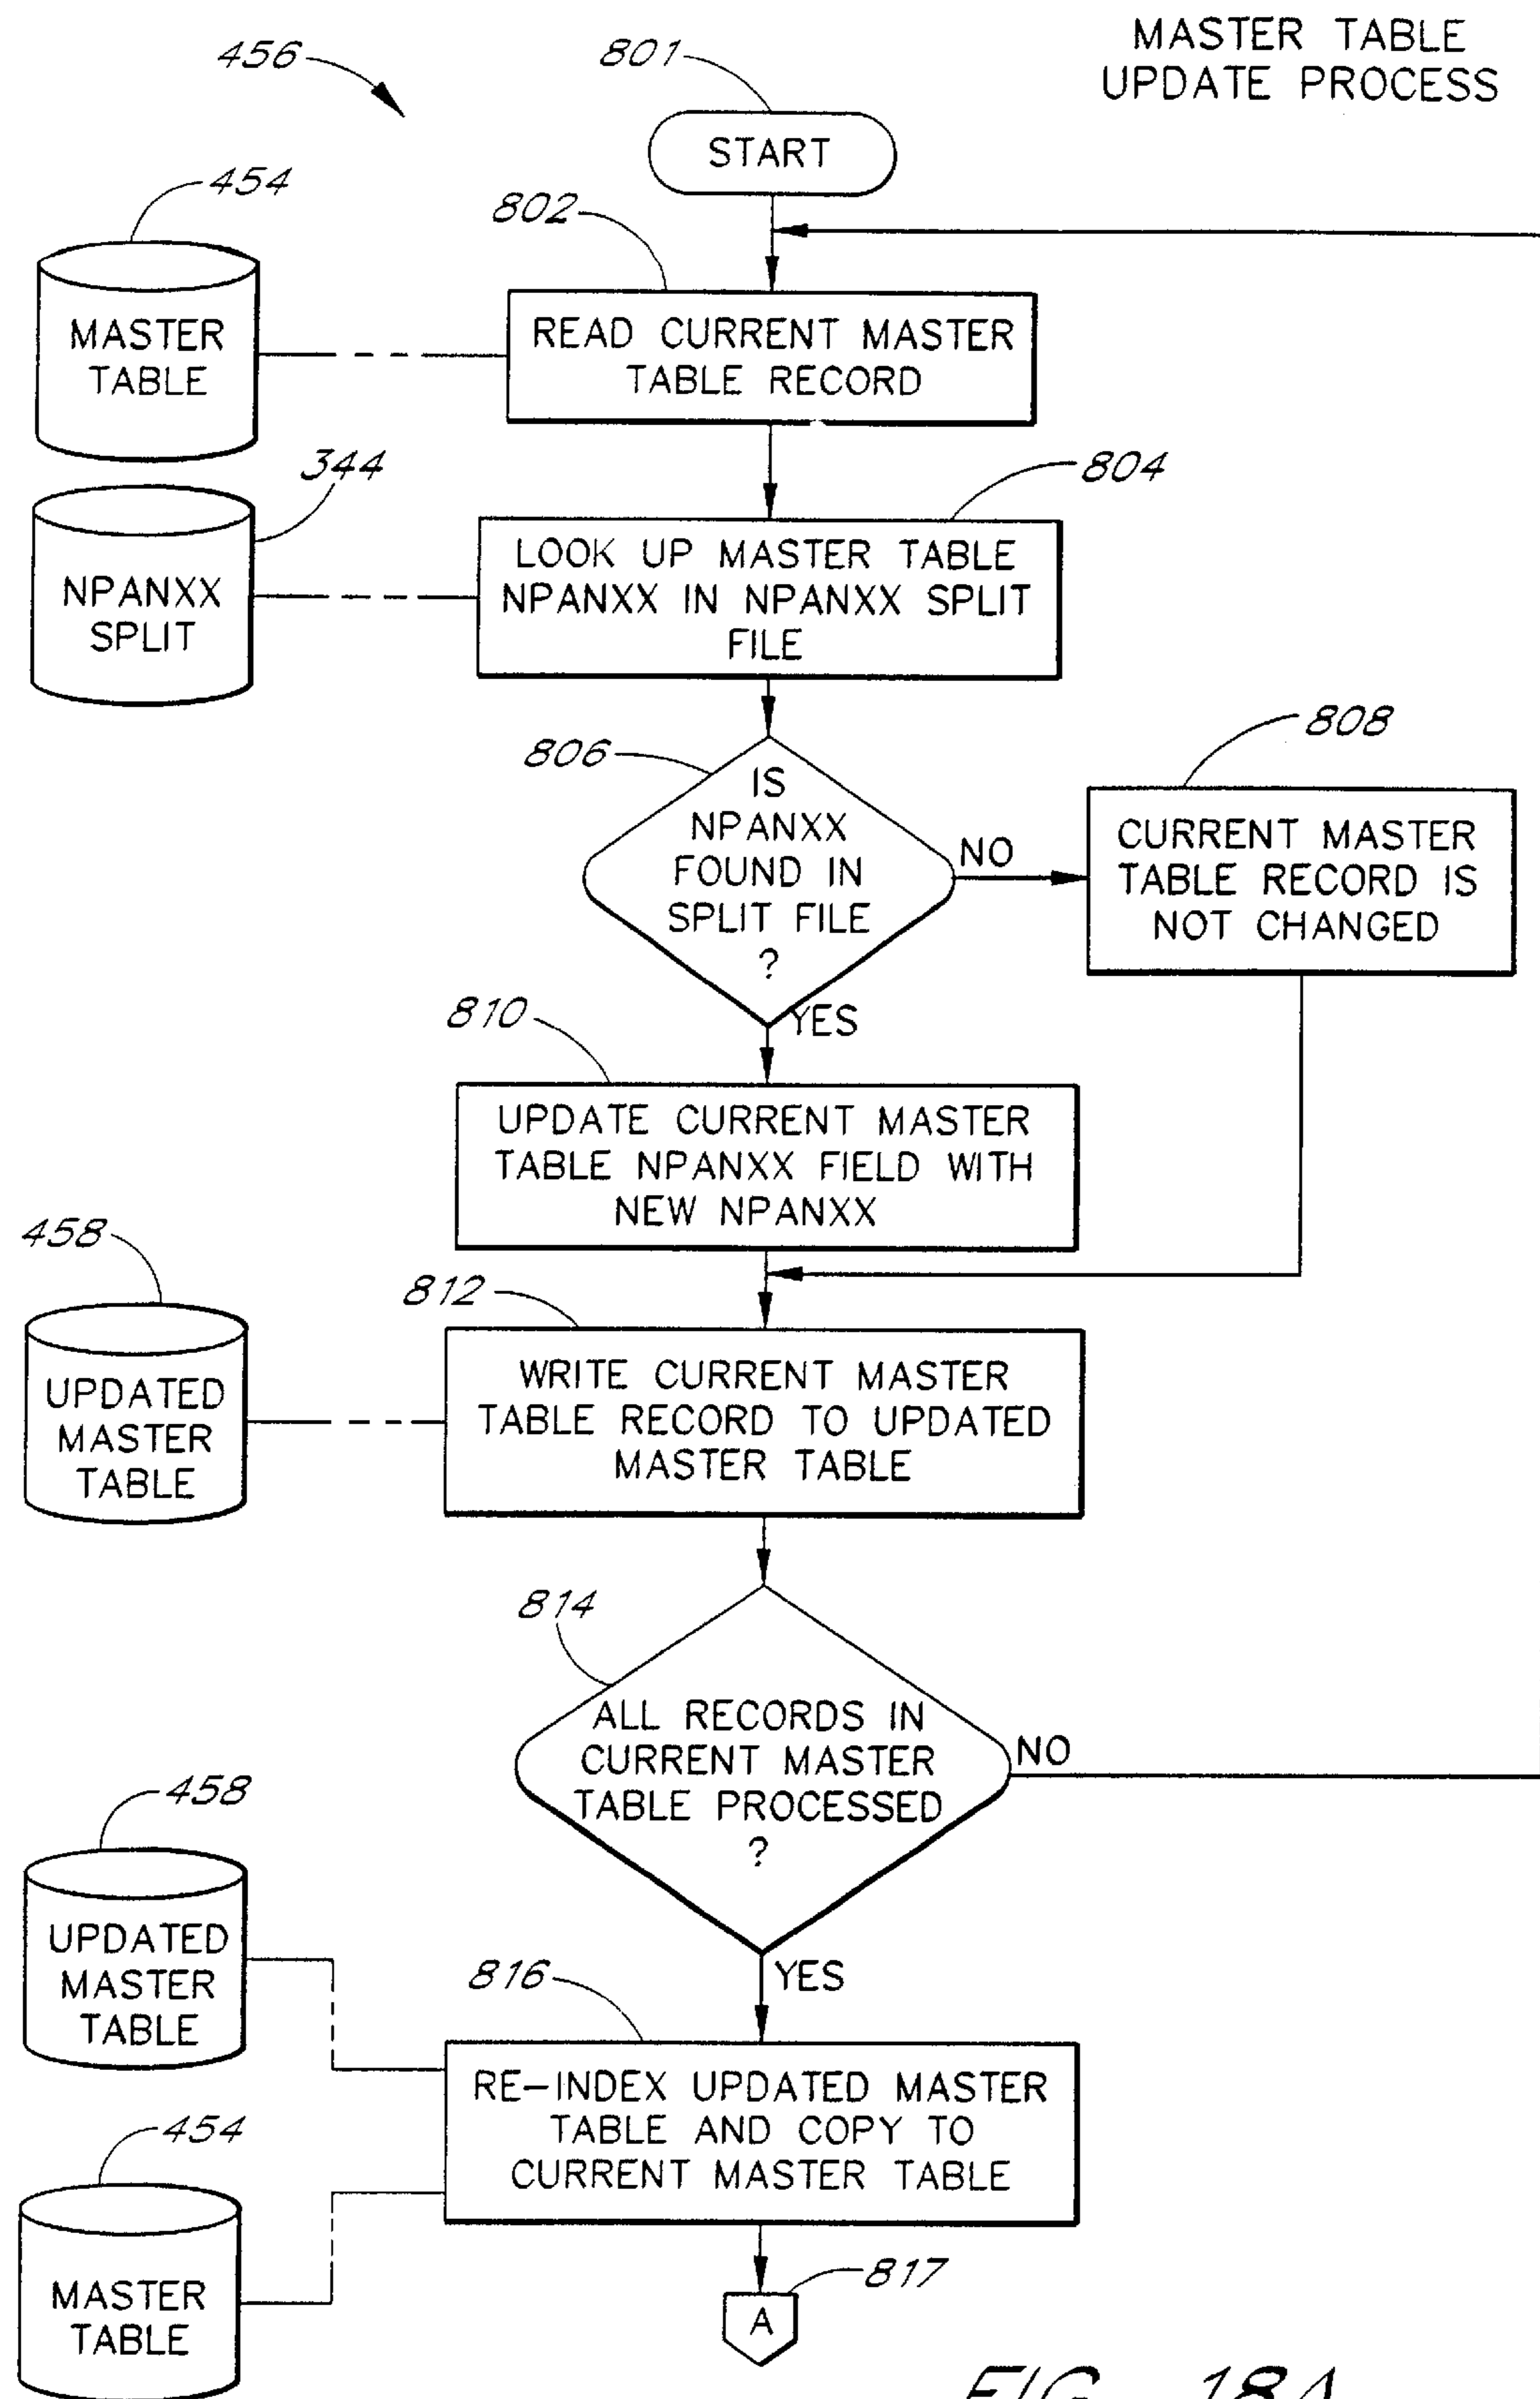 MASTER TABLE
UPDATE PROCESS
456
801
START
454
802
MASTER
TABLE
READ CURRENT MASTER
TABLE RECORD
344
804
NPANXX
SPLIT
LOOK UP MASTER TABLE
NPANXX IN NPANXX SPLIT
FILE
806
IS
NPANXX
FOUND IN
SPLIT FILE
?
NO
808
CURRENT MASTER
TABLE RECORD IS
NOT CHANGED
YES
810
UPDATE CURRENT MASTER
TABLE NPANXX FIELD WITH
NEW NPANXX
458
812
UPDATED
MASTER
TABLE
WRITE CURRENT MASTER
TABLE RECORD TO UPDATED
MASTER TABLE
814
ALL RECORDS IN
CURRENT MASTER
TABLE PROCESSED
?
NO
458
UPDATED
MASTER
TABLE
YES
816
RE-INDEX UPDATED MASTER
TABLE AND COPY TO
CURRENT MASTER TABLE
454
MASTER
TABLE
817
A
FIG. 18A